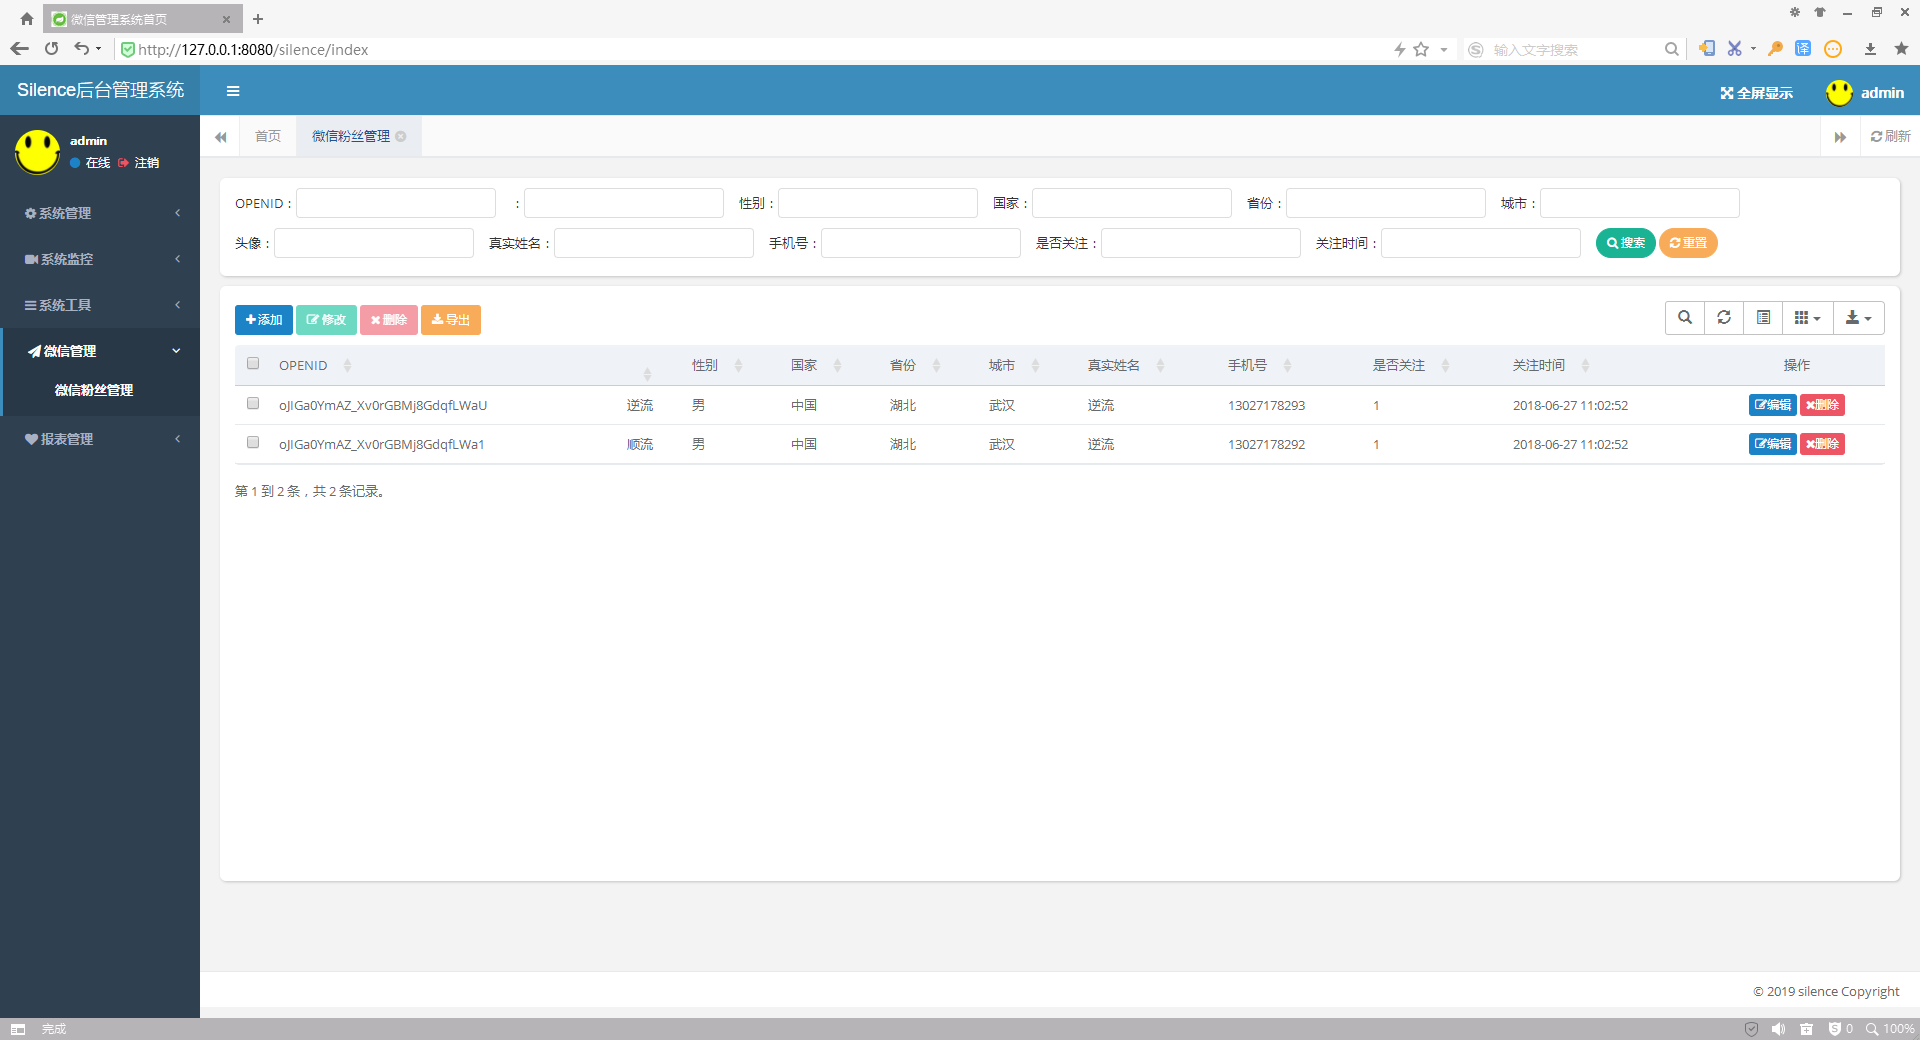 微信管理系统首页
http://127.0.0.1:8080/silence/index
输入文字搜索
译
Silence后台管理系统
全屏显示
admin
admin
在线 注销
首页
微信粉丝管理
刷新
系统管理
系统监控
系统工具
微信管理
微信粉丝管理
报表管理
OPENID： ： 性别： 国家： 省份： 城市：
头像： 真实姓名： 手机号： 是否关注： 关注时间： 搜索 重置
添加 修改 删除 导出
OPENID 性别 国家 省份 城市 真实姓名 手机号 是否关注 关注时间 操作
oJIGa0YmAZ_Xv0rGBMj8GdqfLWaU 逆流 男 中国 湖北 武汉 逆流 13027178293 1 2018-06-27 11:02:52 编辑 删除
oJIGa0YmAZ_Xv0rGBMj8GdqfLWa1 顺流 男 中国 湖北 武汉 逆流 13027178292 1 2018-06-27 11:02:52 编辑 删除
第 1 到 2 条，共 2 条记录。
© 2019 silence Copyright
完成
0
100%